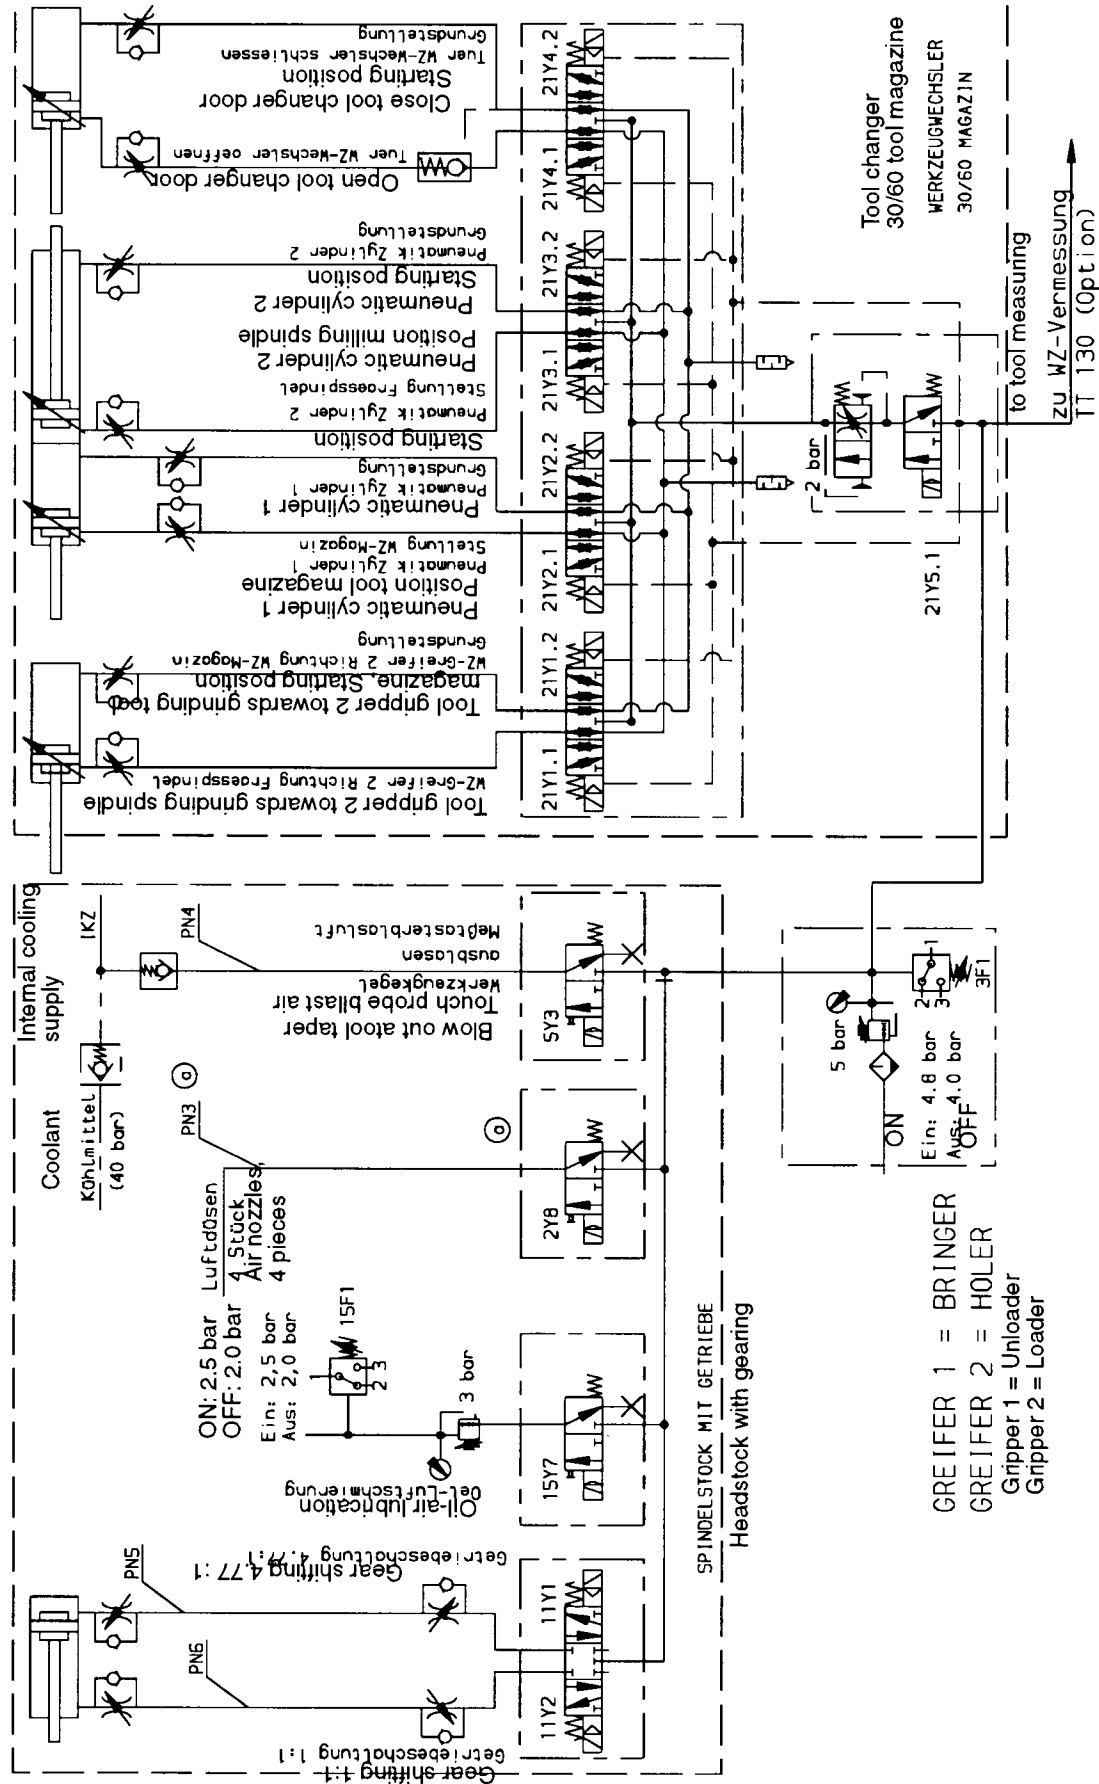 Internal cooling
supply
IKZ
Coolant
Kühlmittel
(40 bar)
PN4
PN3
a
Luftdüsen
4 Stück
Air nozzles,
4 pieces
ON: 2.5 bar
OFF: 2.0 bar
Ein: 2,5 bar
Aus: 2,0 bar
15F1
1
2
3
3 bar
Oil-air lubrication
Oel-Luftschmierung
PN5
PN6
Getriebeschaltung 4.77:1
Gear shifting 4.77:1
Getriebeschaltung 1:1
Gear shifting 1:1
11Y2
11Y1
15Y7
2Y8
a
5Y3
Blow out atool taper
Touch probe bilast air
Werkzeugkegel
ausblasen
Meßtasterblasluft
SPINDELSTOCK MIT GETRIEBE
Headstock with gearing
Tool gripper 2 towards grinding spindle
WZ-Greifer 2 Richtung Fraesspindel
Tool gripper 2 towards grinding tool
magazine, Starting position
WZ-Greifer 2 Richtung WZ-Magazin
Grundstellung
Pneumatic cylinder 1
Position tool magazine
Pneumatik Zylinder 1
Stellung WZ-Magazin
Pneumatic cylinder 1
Pneumatik Zylinder 1
Grundstellung
Starting position
Pneumatik Zylinder 2
Stellung Fraesspindel
Pneumatic cylinder 2
Position milling spindle
Pneumatic cylinder 2
Starting position
Pneumatik Zylinder 2
Grundstellung
Open tool changer door
Tuer WZ-Wechsler oeffnen
Close tool changer door
Starting position
Tuer WZ-Wechsler schliessen
Grundstellung
21Y1.1
21Y1.2
21Y2.1
21Y2.2
21Y3.1
21Y3.2
21Y4.1
21Y4.2
Tool changer
30/60 tool magazine
WERKZEUGWECHSLER
30/60 MAGAZIN
2 bar
21Y5.1
to tool measuring
zu WZ-Vermessung
TT 130 (Option)
5 bar
ON
Ein: 4.8 bar
Aus: 4.0 bar
OFF
2
3
1
3F1
GREIFER 1 = BRINGER
GREIFER 2 = HOLER
Gripper 1 = Unloader
Gripper 2 = Loader